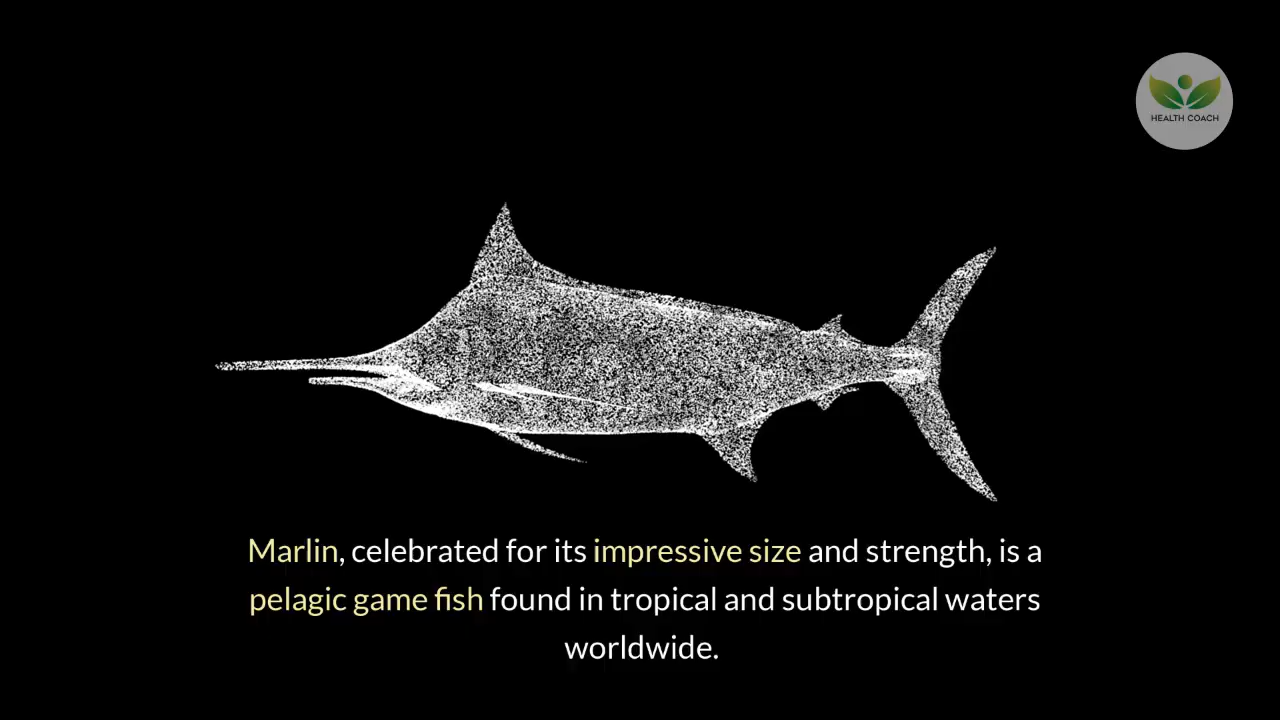 HEALTH COACH
Marlin, celebrated for its impressive size and strength, is a
pelagic game fish found in tropical and subtropical waters
worldwide.